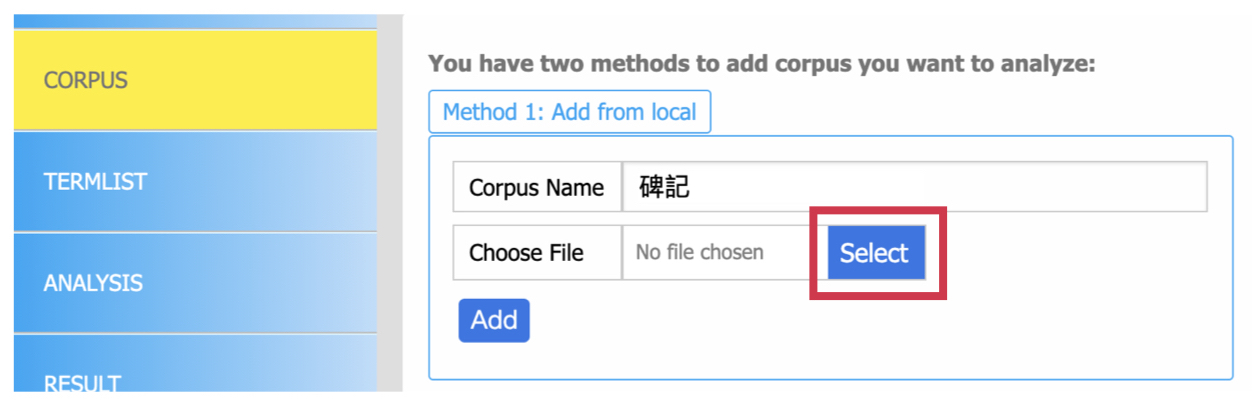 CORPUS
TERMLIST
ANALYSIS
RESULT
You have two methods to add corpus you want to analyze:
Method 1: Add from local
Corpus Name 碑記
Choose File No file chosen Select
Add